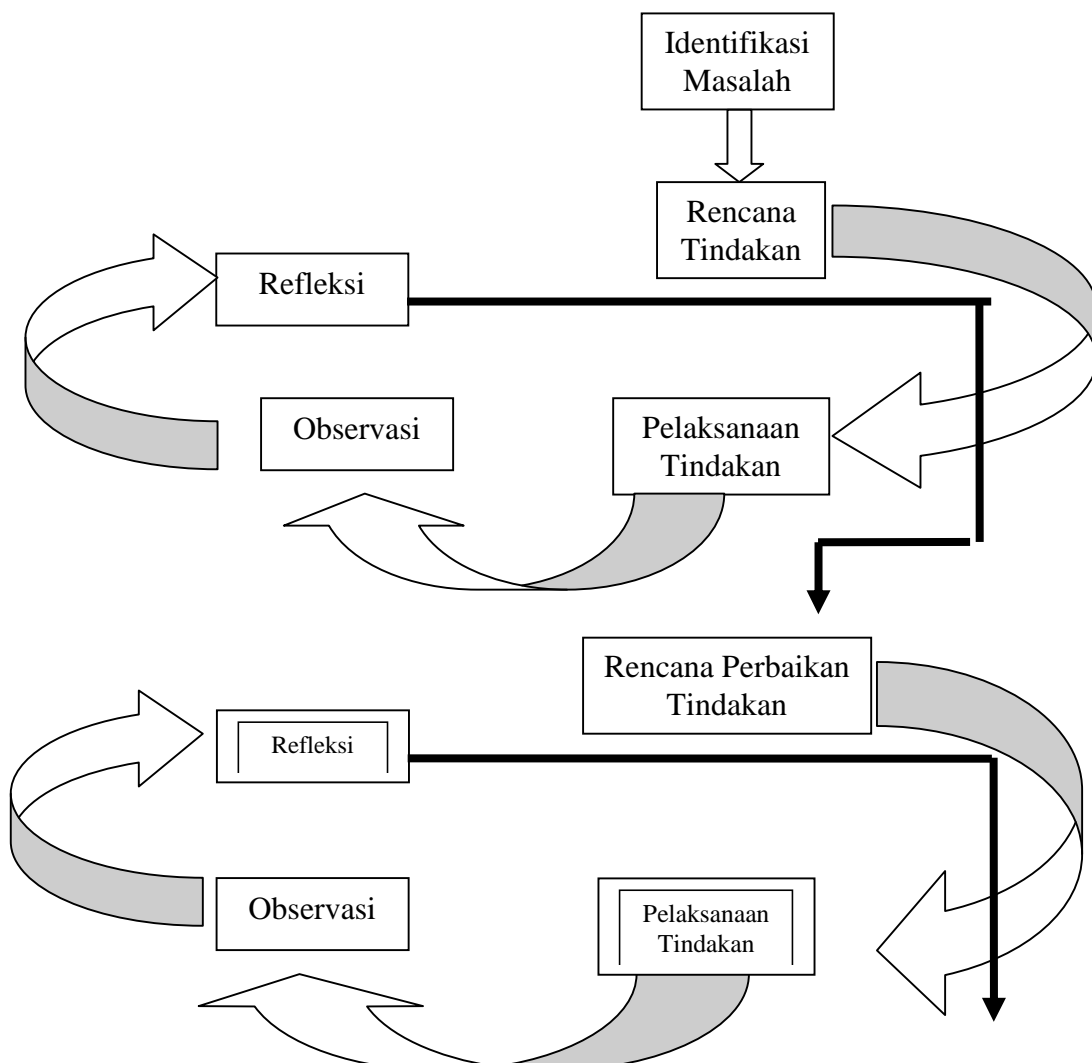 Identifikasi
Masalah
Rencana
Tindakan
Refleksi
Observasi
Pelaksanaan
Tindakan
Rencana Perbaikan
Tindakan
Refleksi
Observasi
Pelaksanaan
Tindakan